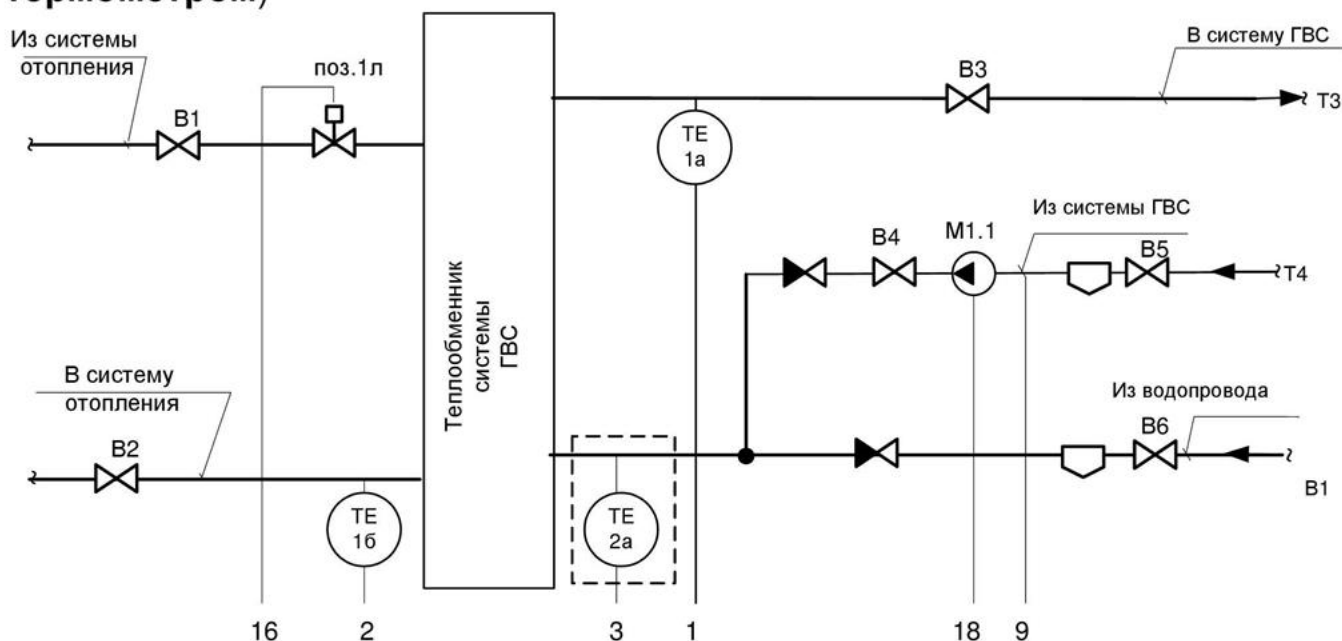 термометром)
Из системы
отопления
поз.1л
В1
В3
В систему ГВС
Т3
ТЕ
1а
Из системы ГВС
М1.1
В4
В5
Т4
Теплообменник
системы
ГВС
В систему
отопления
В2
Из водопровода
В6
В1
ТЕ
1б
ТЕ
2а
16 2 3 1 18 9